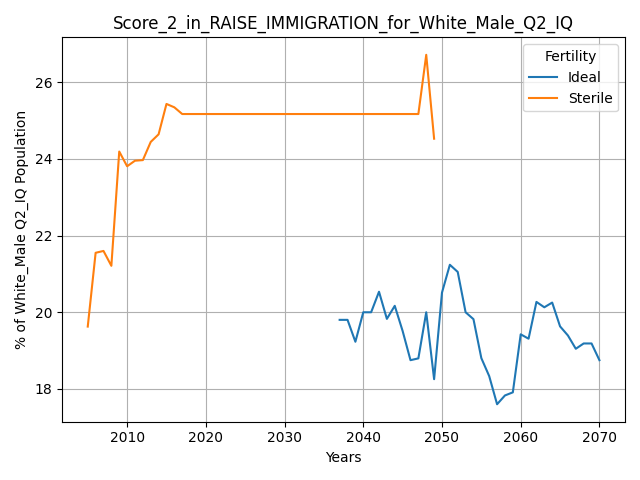 Score_2_in_RAISE_IMMIGRATION_for_White_Male_Q2_IQ
Fertility
Ideal
Sterile
% of White_Male Q2_IQ Population
26
24
22
20
18
2010 2020 2030 2040 2050 2060 2070
Years